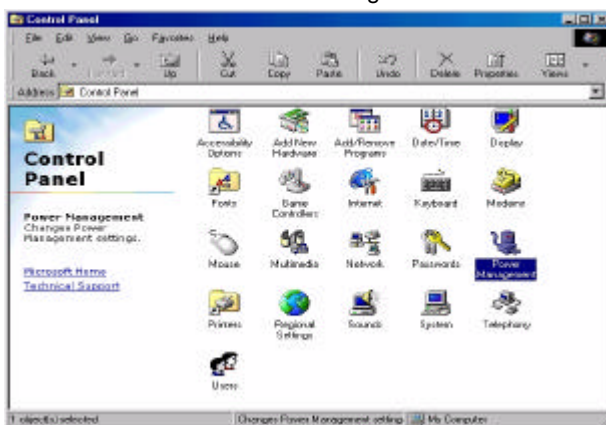 Control Panel
File Edit View Go Favorites Help
Back Forward Up Cut Copy Paste Undo Delete Properties Views
Address Control Panel
Control
Panel
Power Management
Changes Power
Management settings.
Microsoft Home
Technical Support
Accessibility
Options
Add New
Hardware
Add/Remove
Programs
Date/Time
Display
Fonts
Game
Controllers
Internet
Keyboard
Modems
Mouse
Multimedia
Network
Passwords
Power
Management
Printers
Regional
Settings
Sounds
System
Telephony
Users
1 object(s) selected
Changes Power Management setting
My Computer